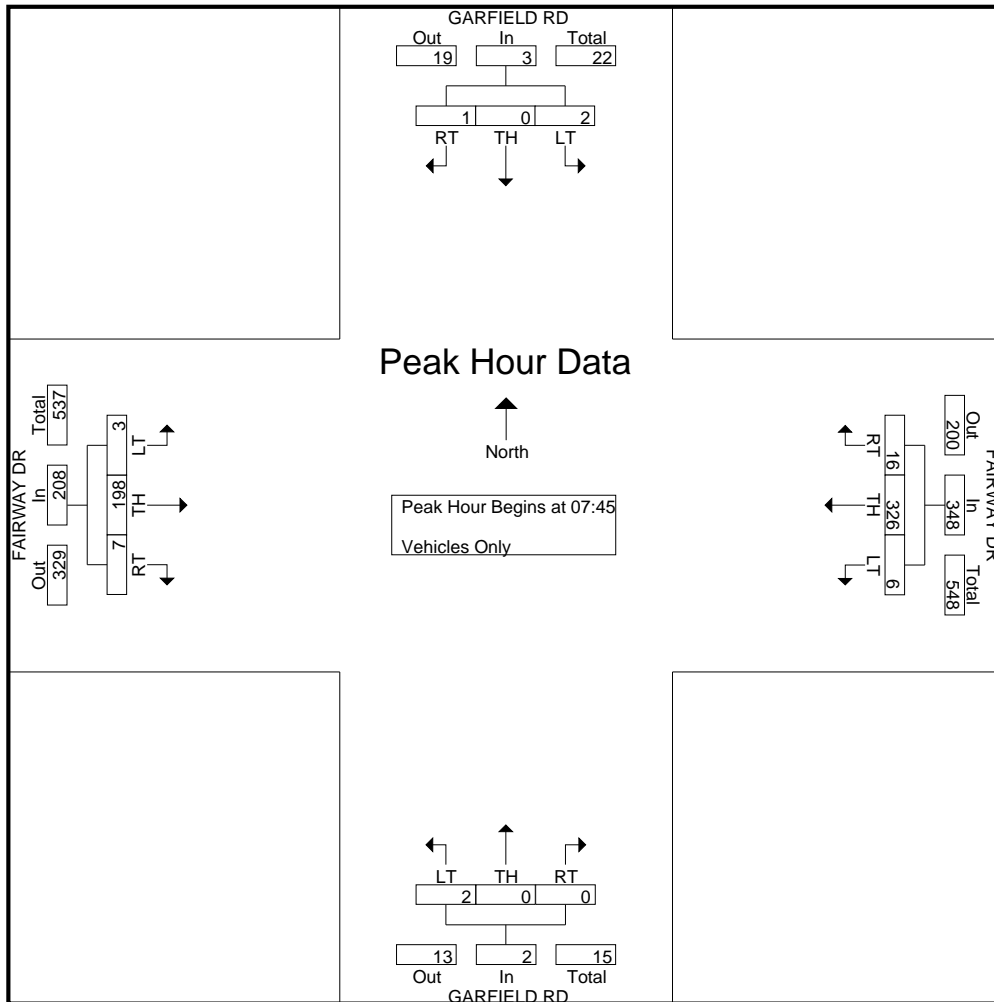 GARFIELD RD
Out In Total
19 3 22
1 0 2
RT TH LT
Peak Hour Data
North
Peak Hour Begins at 07:45
Vehicles Only
FAIRWAY DR
Out In Total
329 208 537
7 198 3
RT TH LT
FAIRWAY DR
Out In Total
200 348 548
16 326 6
RT TH LT
LT TH RT
2 0 0
13 2 15
Out In Total
GARFIELD RD